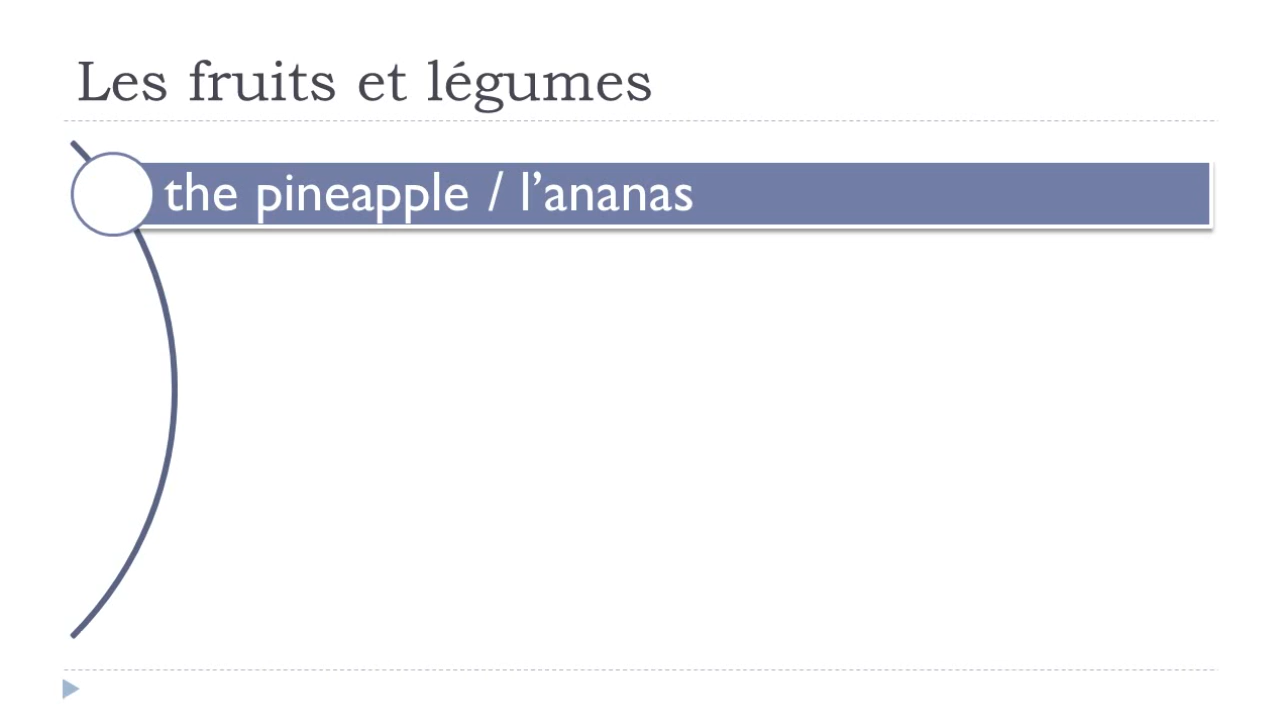 Les fruits et légumes
the pineapple / l’ananas